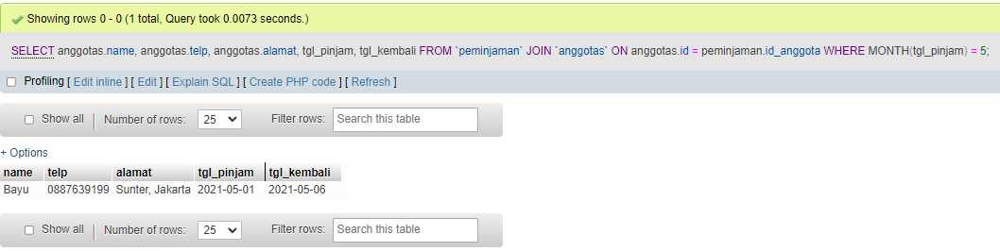 Showing rows 0 - 0 (1 total, Query took 0.0073 seconds.)
SELECT anggotas.name, anggotas.telp, anggotas.alamat, tgl_pinjam, tgl_kembali FROM `peminjaman` JOIN `anggotas` ON anggotas.id = peminjaman.id_anggota WHERE MONTH(tgl_pinjam) = 5;
Profiling [ Edit inline ] [ Edit ] [ Explain SQL ] [ Create PHP code ] [ Refresh ]
Show all | Number of rows: 25 Filter rows: Search this table
+ Options
name telp alamat tgl_pinjam tgl_kembali
Bayu 0887639199 Sunter, Jakarta 2021-05-01 2021-05-06
Show all | Number of rows: 25 Filter rows: Search this table